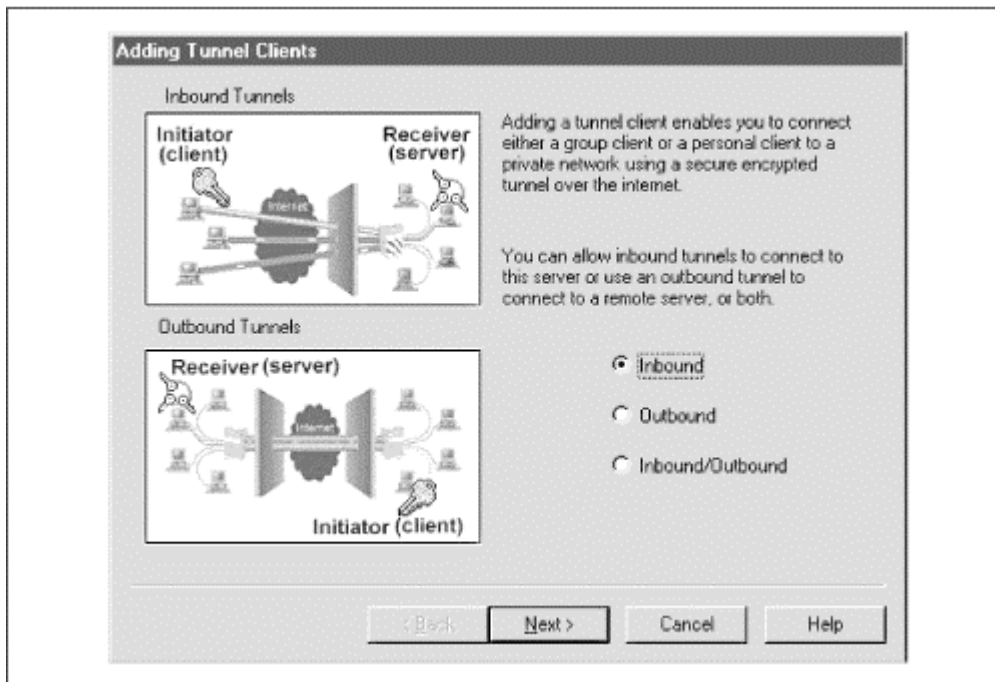 Adding Tunnel Clients
Inbound Tunnels
Initiator
(client)
Receiver
(server)
Internet
Adding a tunnel client enables you to connect
either a group client or a personal client to a
private network using a secure encrypted
tunnel over the internet.
You can allow inbound tunnels to connect to
this server or use an outbound tunnel to
connect to a remote server, or both.
Outbound Tunnels
Receiver (server)
Internet
Initiator (client)
Inbound
Outbound
Inbound/Outbound
< Back
Next >
Cancel
Help